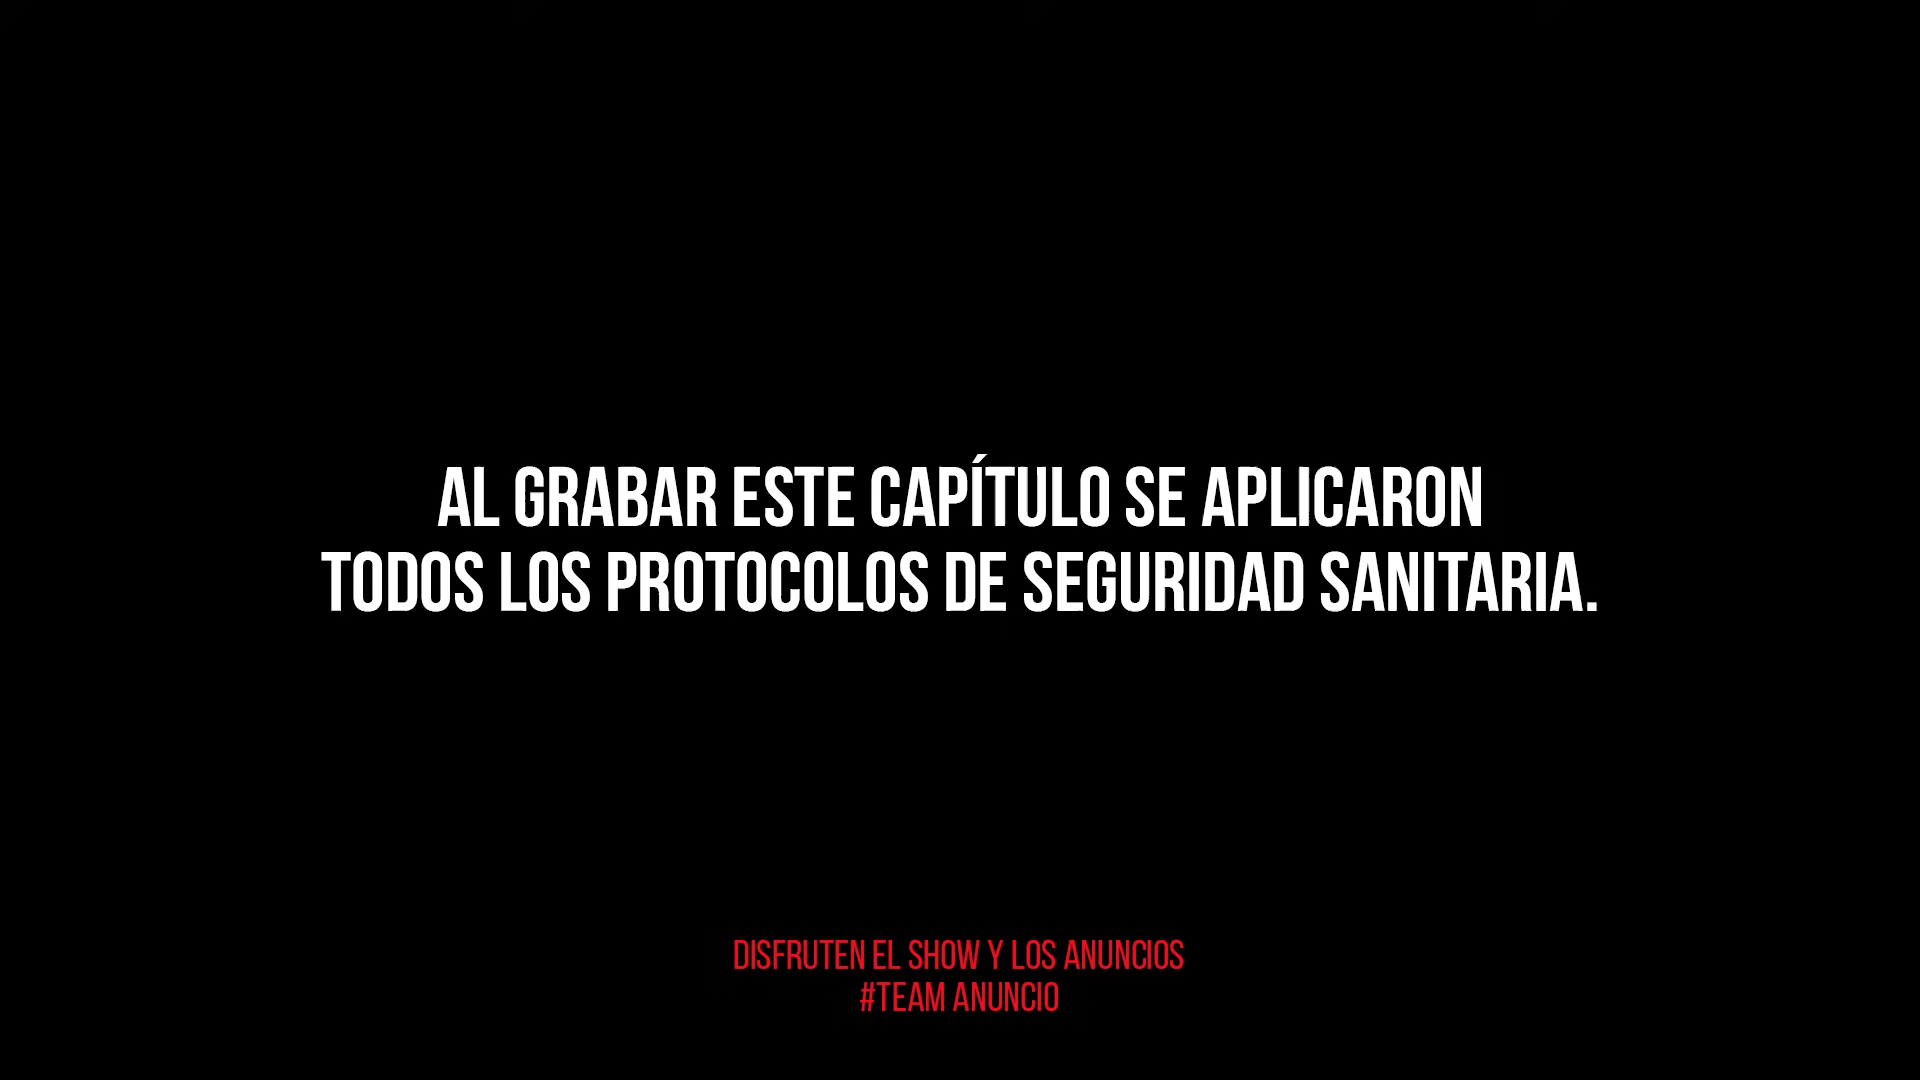 AL GRABAR ESTE CAPÍTULO SE APLICARON
TODOS LOS PROTOCOLOS DE SEGURIDAD SANITARIA.
DISFRUTEN EL SHOW Y LOS ANUNCIOS
#TEAM ANUNCIO